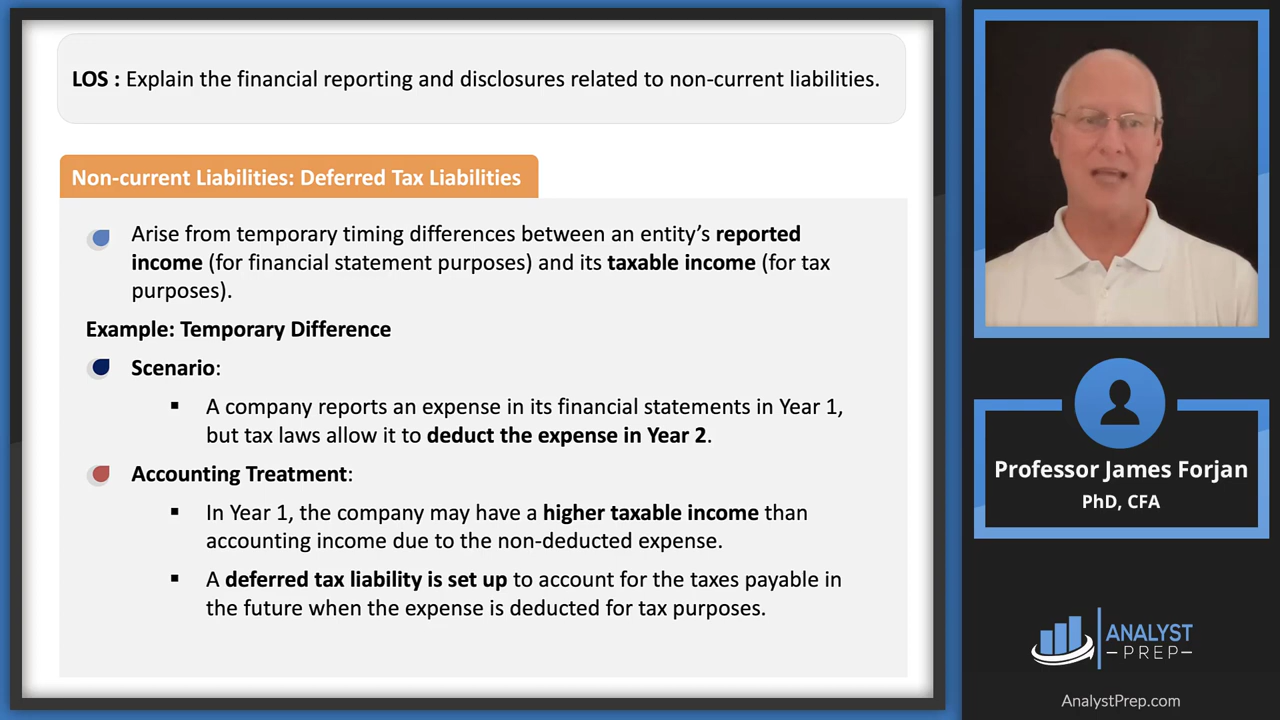 LOS : Explain the financial reporting and disclosures related to non-current liabilities.
Non-current Liabilities: Deferred Tax Liabilities
Arise from temporary timing differences between an entity’s reported
income (for financial statement purposes) and its taxable income (for tax
purposes).
Example: Temporary Difference
Scenario:
▪ A company reports an expense in its financial statements in Year 1,
but tax laws allow it to deduct the expense in Year 2.
Accounting Treatment:
▪ In Year 1, the company may have a higher taxable income than
accounting income due to the non-deducted expense.
▪ A deferred tax liability is set up to account for the taxes payable in
the future when the expense is deducted for tax purposes.
Professor James Forjan
PhD, CFA
ANALYST
–PREP–
AnalystPrep.com